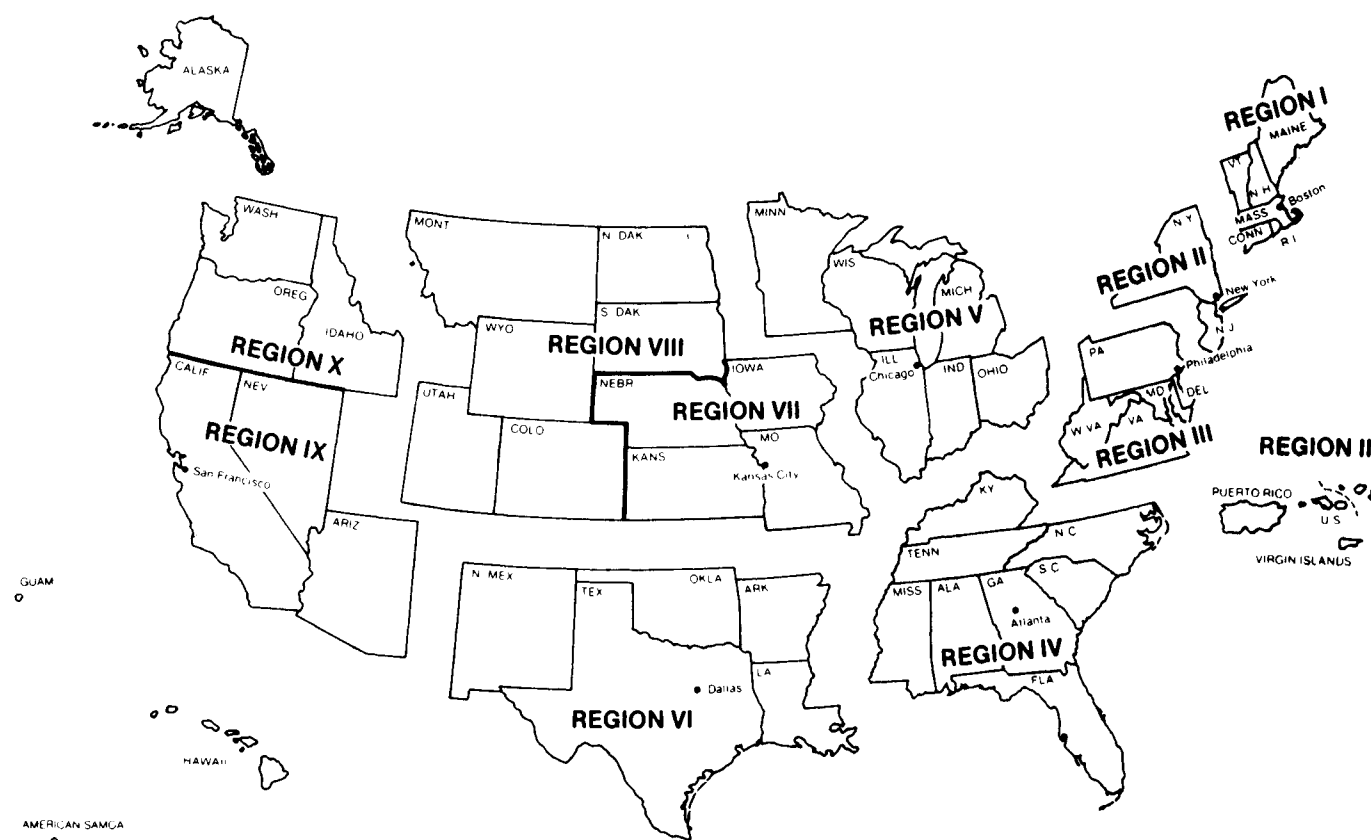 ALASKA
REGION I
MAINE
VT
N H
Boston
MASS
CONN
R I
N Y
REGION II
New York
N J
WASH
OREG
IDAHO
REGION X
MONT
N DAK
S DAK
WYO
REGION VIII
UTAH
COLO
MINN
WIS
MICH
REGION V
ILL
Chicago
IND
OHIO
PA
Philadelphia
MD
DEL
W VA
VA
REGION III
REGION II
PUERTO RICO
U S
VIRGIN ISLANDS
CALIF
NEV
REGION IX
San Francisco
ARIZ
NEBR
IOWA
REGION VII
KANS
MO
Kansas City
KY
TENN
N C
S C
MISS
ALA
GA
Atlanta
REGION IV
FLA
N MEX
TEX
OKLA
ARK
LA
Dallas
REGION VI
GUAM
HAWAII
AMERICAN SAMOA